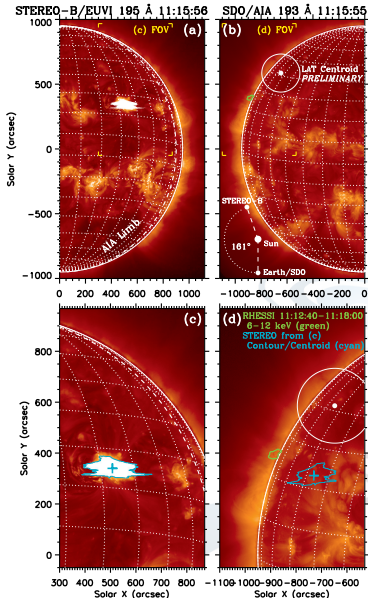 STEREO-B/EUVI 195 Å 11:15:56
SDO/AIA 193 Å 11:15:55
(c) FOV
(a)
(b)
(d) FOV
LAT Centroid
PRELIMINARY
1000
500
0
-500
-1000
Solar Y (arcsec)
AIA Limb
STEREO-B
161°
Sun
Earth/SDO
0 200 400 600 800 1000
-1000 -800 -600 -400 -200 0
(c)
(d)
RHESSI 11:12:40-11:18:00
6-12 keV (green)
STEREO from (c)
Contour/Centroid (cyan)
800
600
400
200
0
Solar Y (arcsec)
300 400 500 600 700 800
-1100 -1000 -900 -800 -700 -600
Solar X (arcsec)
Solar X (arcsec)